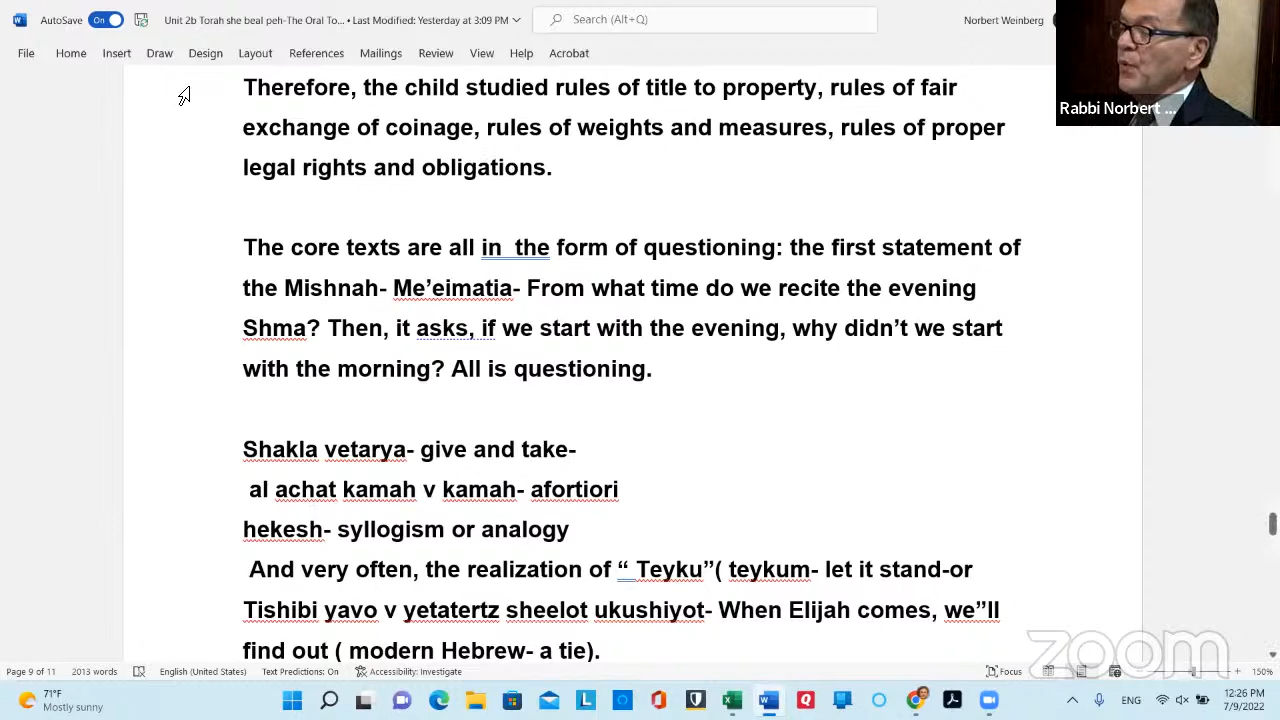 AutoSave On Unit 2b Torah she beal peh-The Oral To... • Last Modified: Yesterday at 3:09 PM Search (Alt+Q) Norbert Weinberg
File Home Insert Draw Design Layout References Mailings Review View Help Acrobat
Rabbi Norbert ...
Therefore, the child studied rules of title to property, rules of fair
exchange of coinage, rules of weights and measures, rules of proper
legal rights and obligations.
The core texts are all in  the form of questioning: the first statement of
the Mishnah- Me’eimatia- From what time do we recite the evening
Shma? Then, it asks, if we start with the evening, why didn’t we start
with the morning? All is questioning.
Shakla vetarya- give and take-
al achat kamah v kamah- afortiori
hekesh- syllogism or analogy
And very often, the realization of “ Teyku”( teykum- let it stand-or
Tishibi yavo v yetatertz sheelot ukushiyot- When Elijah comes, we”ll
find out ( modern Hebrew- a tie).
zoom
Page 9 of 11 2013 words English (United States) Text Predictions: On Accessibility: Investigate Focus 150%
71°F
Mostly sunny
ENG 12:26 PM
7/9/2022